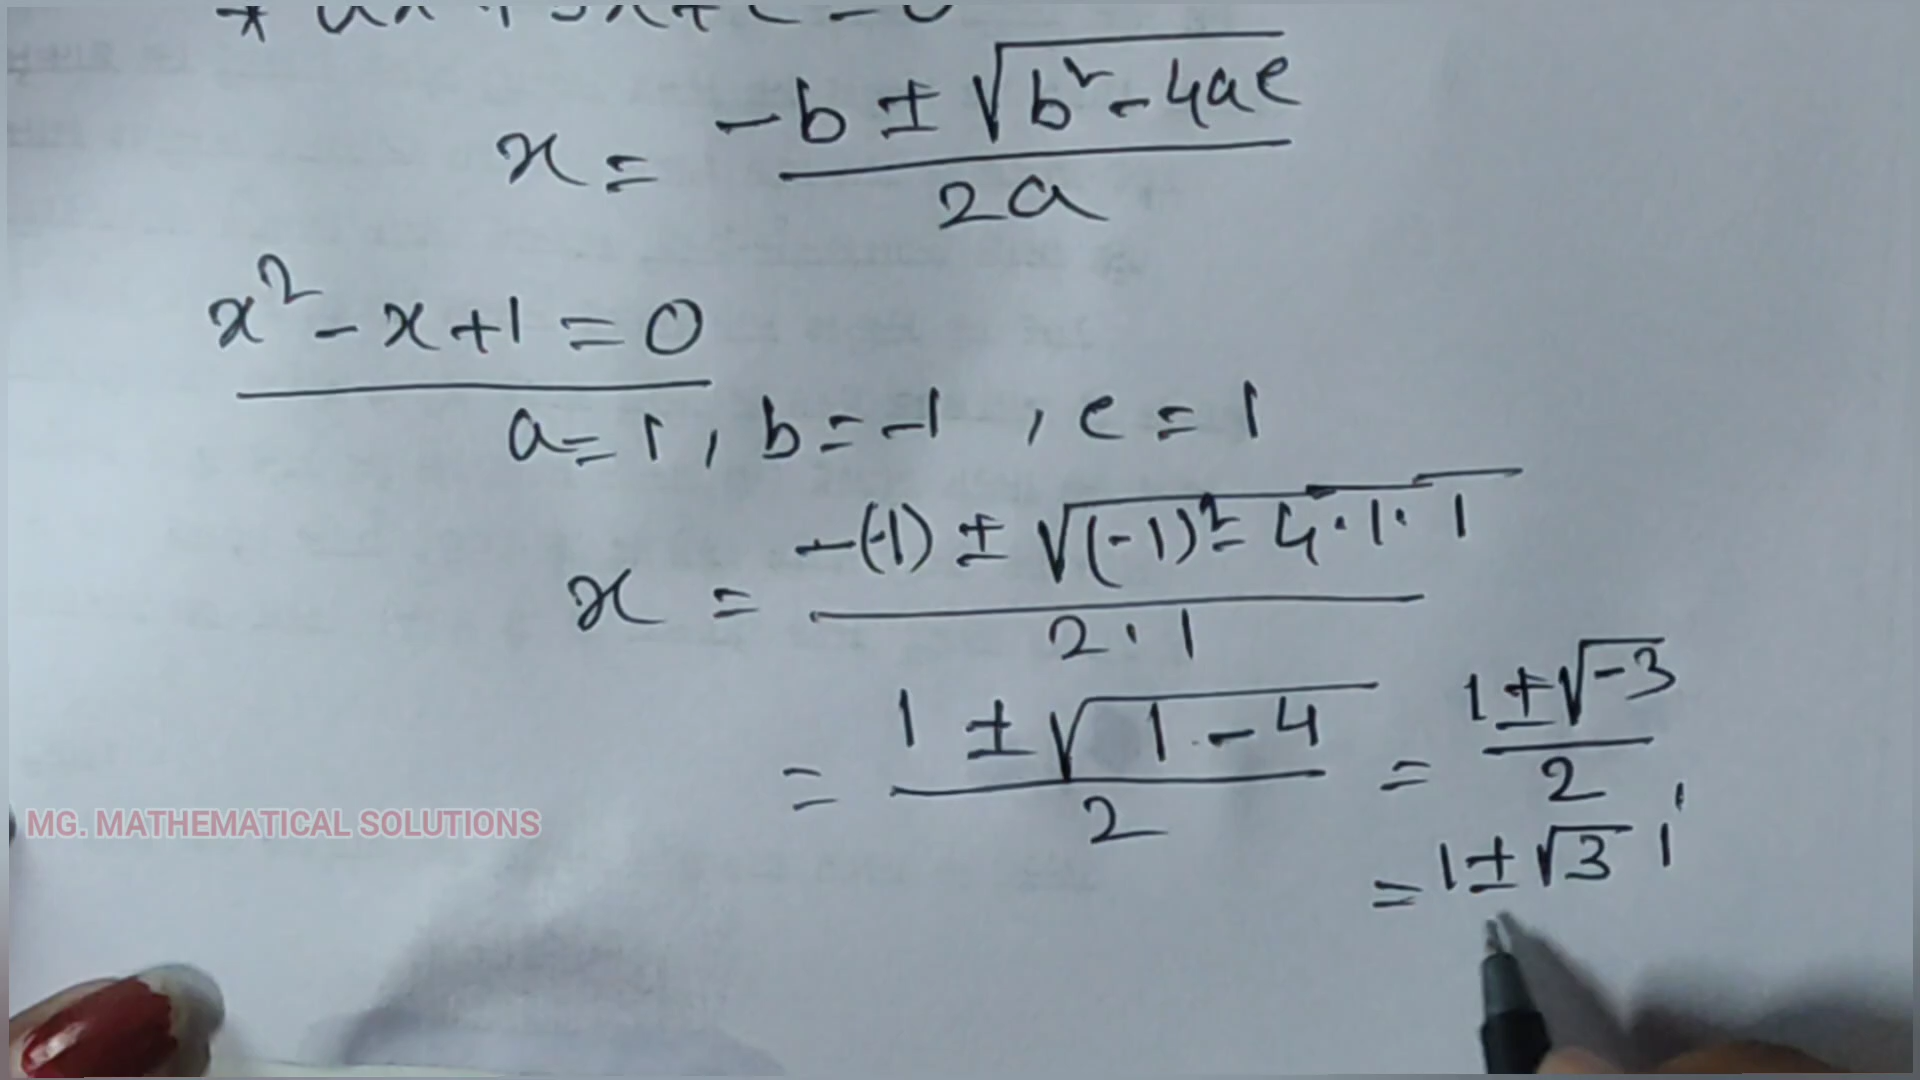 x = -b ± √(b² - 4ac) / 2a
x² - x + 1 = 0
a = 1, b = -1, c = 1
x = -(-1) ± √((-1)² - 4·1·1) / 2·1
= 1 ± √(1 - 4) / 2 = 1 ± √-3 / 2
= 1 ± √3 i
MG. MATHEMATICAL SOLUTIONS